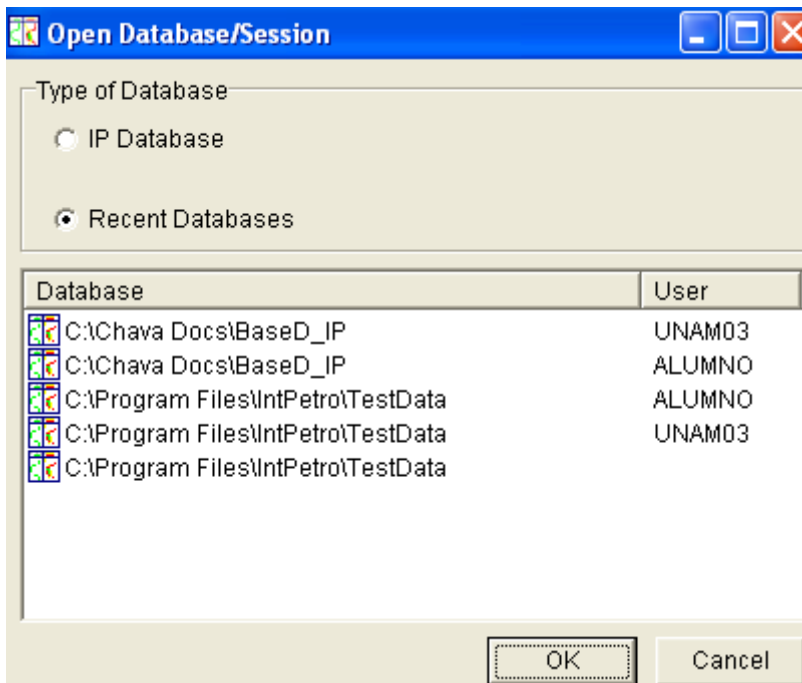 Open Database/Session
Type of Database
IP Database
Recent Databases
Database User
C:\Chava Docs\BaseD_IP UNAM03
C:\Chava Docs\BaseD_IP ALUMNO
C:\Program Files\IntPetro\TestData ALUMNO
C:\Program Files\IntPetro\TestData UNAM03
C:\Program Files\IntPetro\TestData
OK Cancel